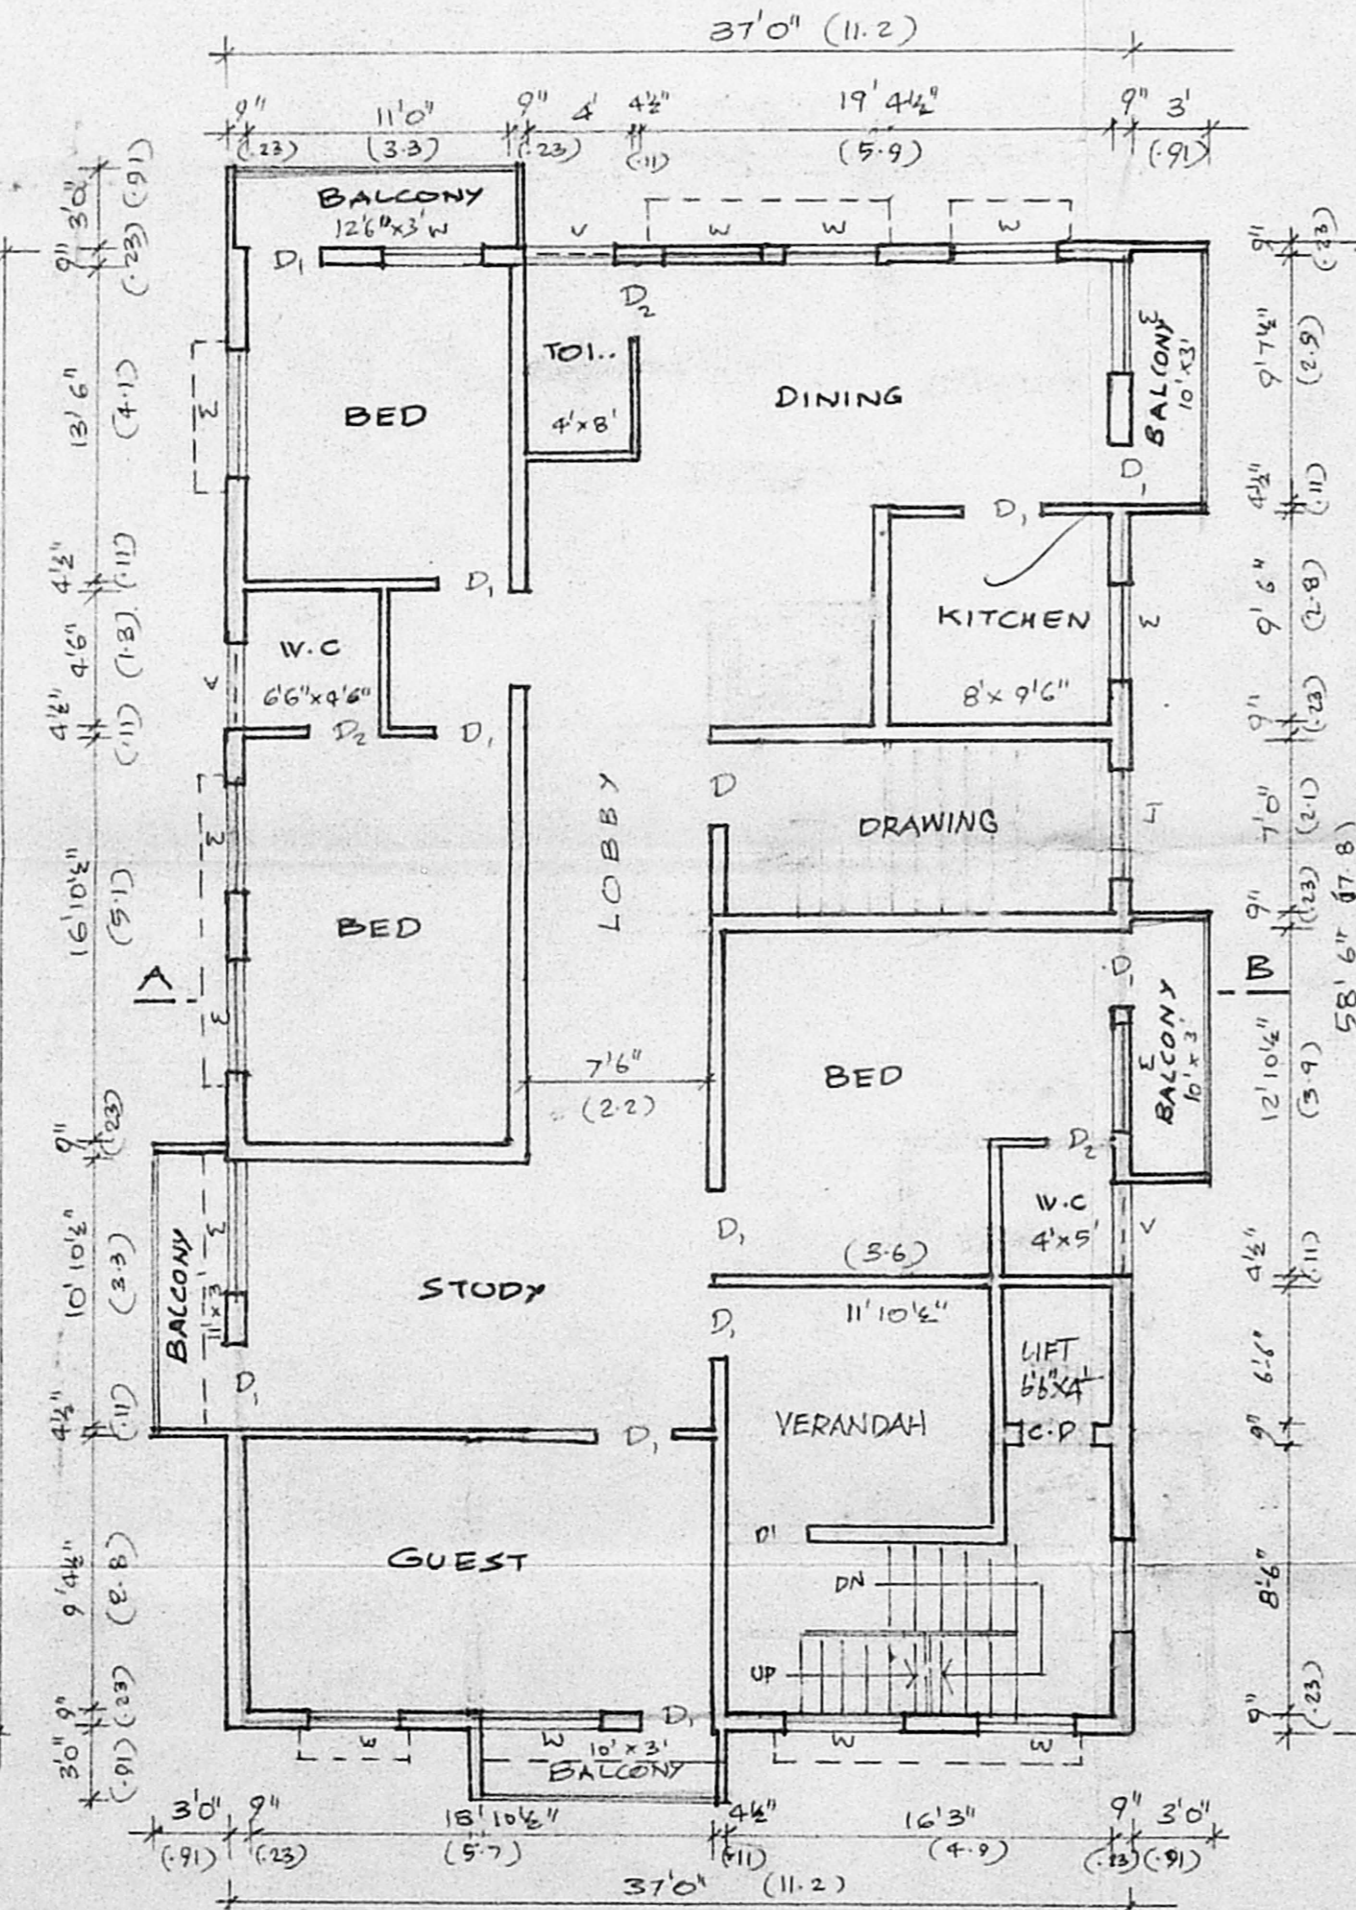 37'0" (11.2)
9" 11'0" 9" 4' 4½" 19'4½" 9" 3'
(.23) (3.3) (.23) (.11) (5.9) (.91)
3'0" (.91)
9" (.23)
13'6" (4.1)
4½" (.11)
4'6" (1.3)
4½" (.11)
16'10½" (5.1)
9" (.23)
10'10½" (3.3)
4½" (.11)
9'4½" (2.8)
9" (.23)
3'0" (.91)
BALCONY
12'6"x3' W
D1
V
W W W
D2
TOI..
4'x8'
BED
W
DINING
W
BALCONY
10'x3'
D1
D1
D1
KITCHEN
W
8'x 9'6"
W.C
6'6"x4'6"
V
D2
D1
LOBBY
D
DRAWING
W
BED
W
A
B
D
W
BALCONY
10'x 3'
7'6"
(2.2)
BED
D2
W.C
4'x5'
V
D1
(3.6)
11'10½"
STUDY
W
BALCONY
11'x3'
D1
D1
LIFT
6'6"X4'
C.D
VERANDAH
D1
D1
GUEST
DN
UP
D1
W W
10'x3'
BALCONY
W W
9" (.23)
9'7½" (2.9)
4½" (.11)
9'6" (2.8)
9" (.23)
7'0" (2.1)
9" (.23)
12'10½" (3.9)
4½" (.11)
6'-6"
9"
8'-6"
9" (.23)
58'6" (17.8)
3'0" 9" 18'10½" 4½" 16'3" 9" 3'0"
(.91) (.23) (5.7) (.11) (4.9) (.23) (.91)
37'0" (11.2)